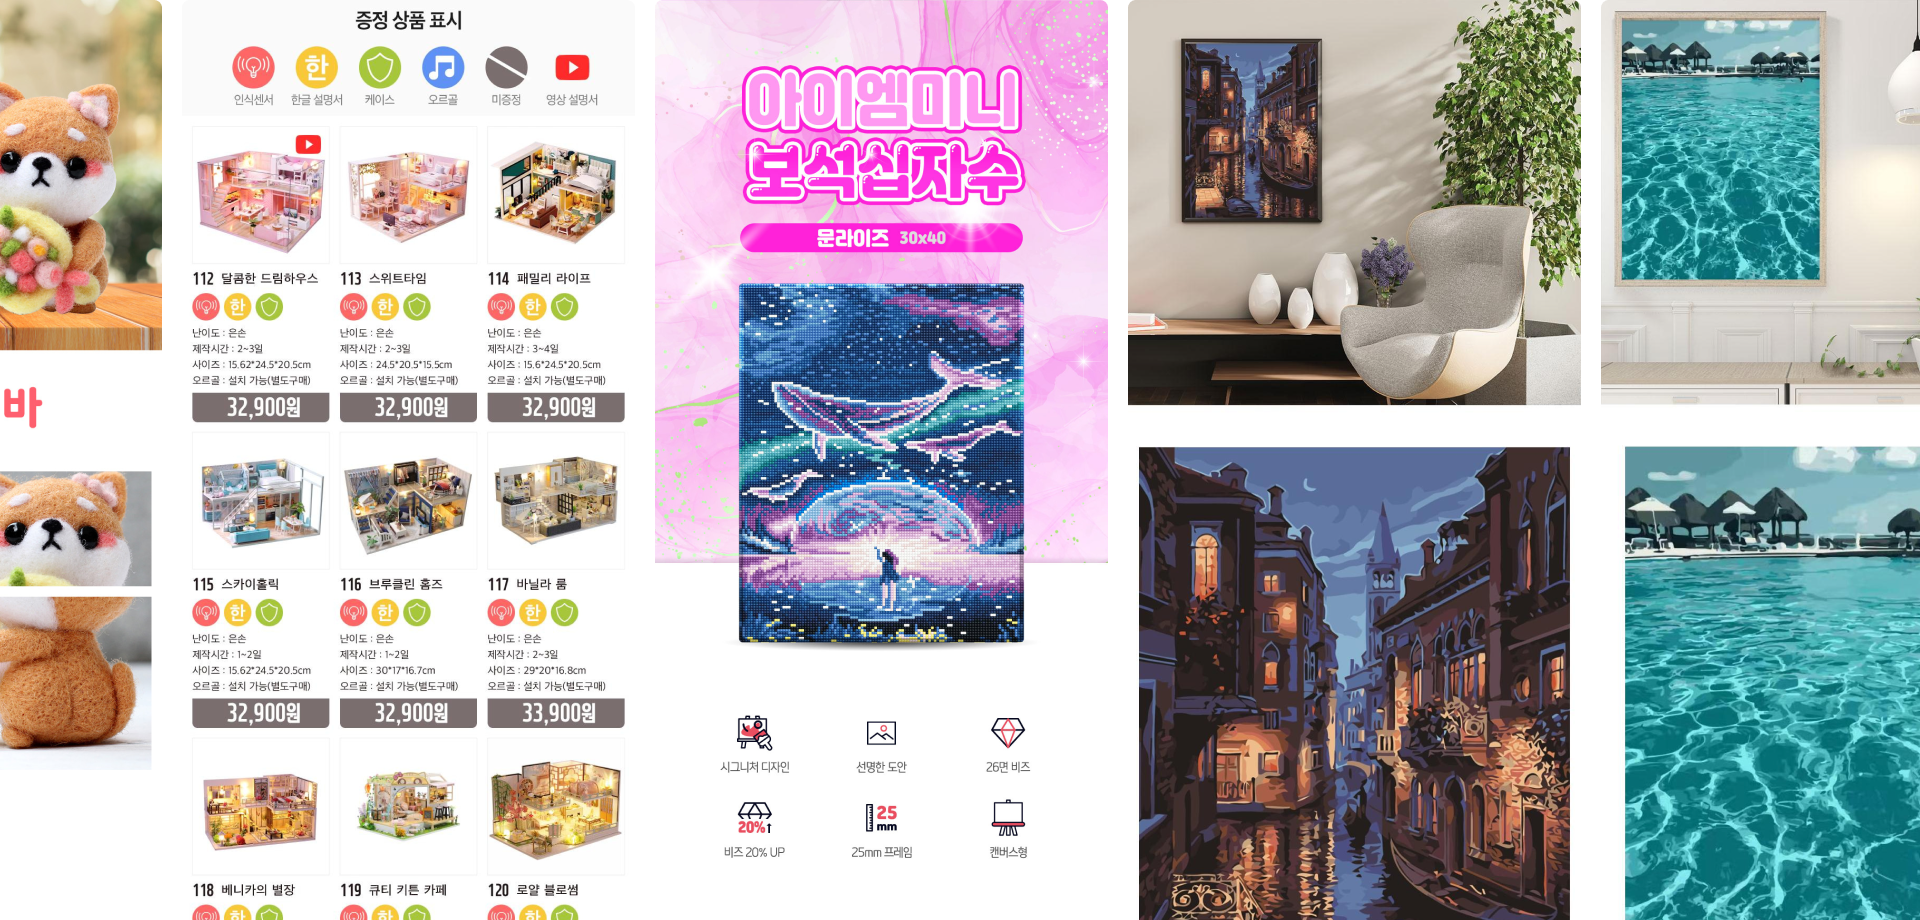 바
증정 상품 표시
한
인식센서 한글 설명서 케이스 오르골 미증정 영상 설명서
112 달콤한 드림하우스
한
난이도 : 은손
제작시간 : 2~3일
사이즈 : 15.62*24.5*20.5cm
오르골 : 설치 가능(별도구매)
32,900원
113 스위트타임
한
난이도 : 은손
제작시간 : 2~3일
사이즈 : 24.5*20.5*15.5cm
오르골 : 설치 가능(별도구매)
32,900원
114 패밀리 라이프
한
난이도 : 은손
제작시간 : 3~4일
사이즈 : 15.6*24.5*20.5cm
오르골 : 설치 가능(별도구매)
32,900원
115 스카이홀릭
한
난이도 : 은손
제작시간 : 1~2일
사이즈 : 15.62*24.5*20.5cm
오르골 : 설치 가능(별도구매)
32,900원
116 브루클린 홈즈
한
난이도 : 은손
제작시간 : 1~2일
사이즈 : 30*17*16.7cm
오르골 : 설치 가능(별도구매)
32,900원
117 바닐라 룸
한
난이도 : 은손
제작시간 : 2~3일
사이즈 : 29*20*16.8cm
오르골 : 설치 가능(별도구매)
33,900원
118 베니카의 별장
한
119 큐티 키튼 카페
한
120 로얄 블로썸
한
아이엠미니
보석십자수
문라이즈 30x40
시그니처 디자인 선명한 도안 26면 비즈
20%↑ 25 mm
비즈 20% UP 25mm 프레임 캔버스형